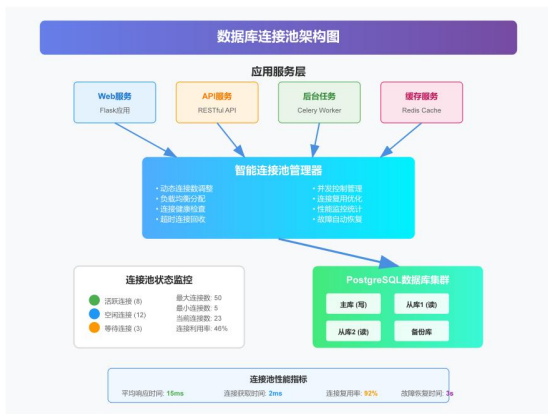 数据库连接池架构图
应用服务层
Web服务
Flask应用
API服务
RESTful API
后台任务
Celery Worker
缓存服务
Redis Cache
智能连接池管理器
• 动态连接数调整
• 负载均衡分配
• 连接健康检查
• 超时连接回收
• 并发控制管理
• 连接复用优化
• 性能监控统计
• 故障自动恢复
连接池状态监控
活跃连接 (8)
空闲连接 (12)
等待连接 (3)
最大连接数: 50
最小连接数: 5
当前连接数: 23
连接利用率: 46%
PostgreSQL数据库集群
主库 (写)
从库1 (读)
从库2 (读)
备份库
连接池性能指标
平均响应时间: 15ms
连接获取时间: 2ms
连接复用率: 92%
故障恢复时间: 3s